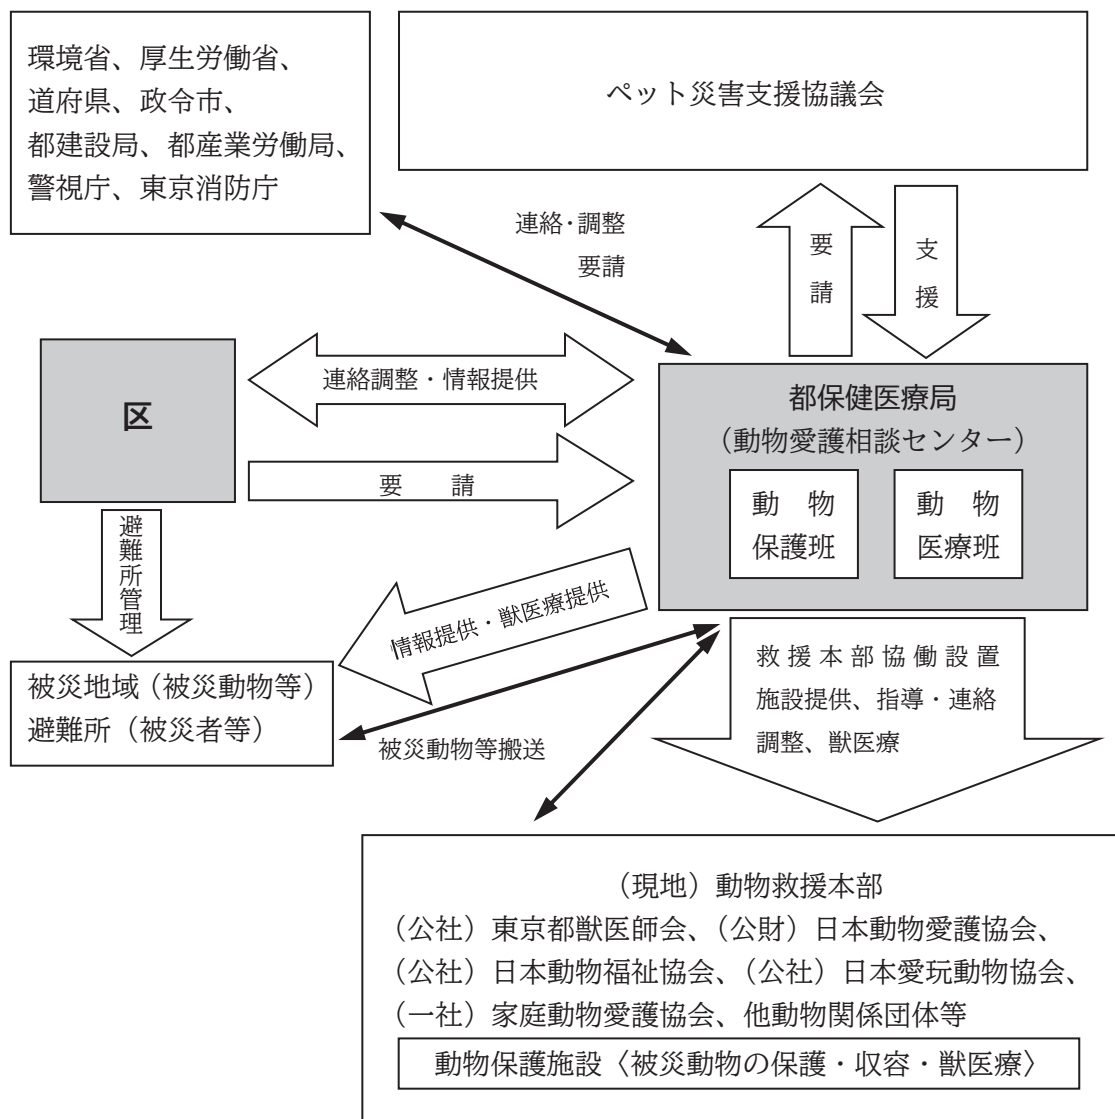 環境省、厚生労働省、
道府県、政令市、
都建設局、都産業労働局、
警視庁、東京消防庁
ペット災害支援協議会
連絡・調整
要請
要請
支援
区
連絡調整・情報提供
要　請
都保健医療局
（動物愛護相談センター）
動　物
保護班
動　物
医療班
避難所管理
情報提供・獣医療提供
被災地域（被災動物等）
避難所（被災者等）
被災動物等搬送
救援本部協働設置
施設提供、指導・連絡
調整、獣医療
（現地）動物救援本部
（公社）東京都獣医師会、（公財）日本動物愛護協会、
（公社）日本動物福祉協会、（公社）日本愛玩動物協会、
（一社）家庭動物愛護協会、他動物関係団体等
動物保護施設〈被災動物の保護・収容・獣医療〉